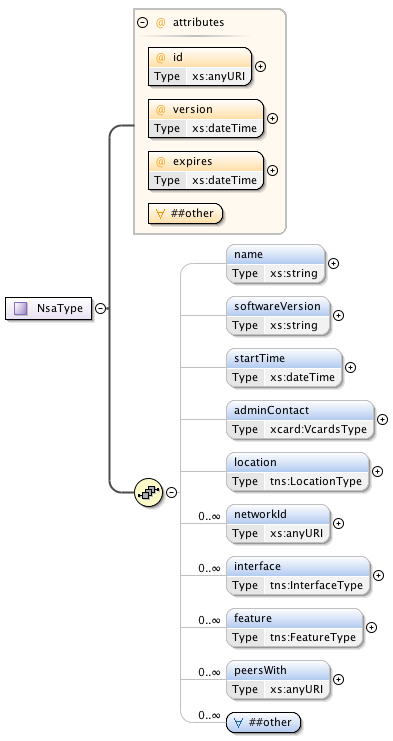 @ attributes
@ id
Type xs:anyURI
@ version
Type xs:dateTime
@ expires
Type xs:dateTime
∀ ##other
NsaType
name
Type xs:string
softwareVersion
Type xs:string
startTime
Type xs:dateTime
adminContact
Type xcard:VcardsType
location
Type tns:LocationType
0..∞ networkId
Type xs:anyURI
0..∞ interface
Type tns:InterfaceType
0..∞ feature
Type tns:FeatureType
0..∞ peersWith
Type xs:anyURI
0..∞ ∀ ##other